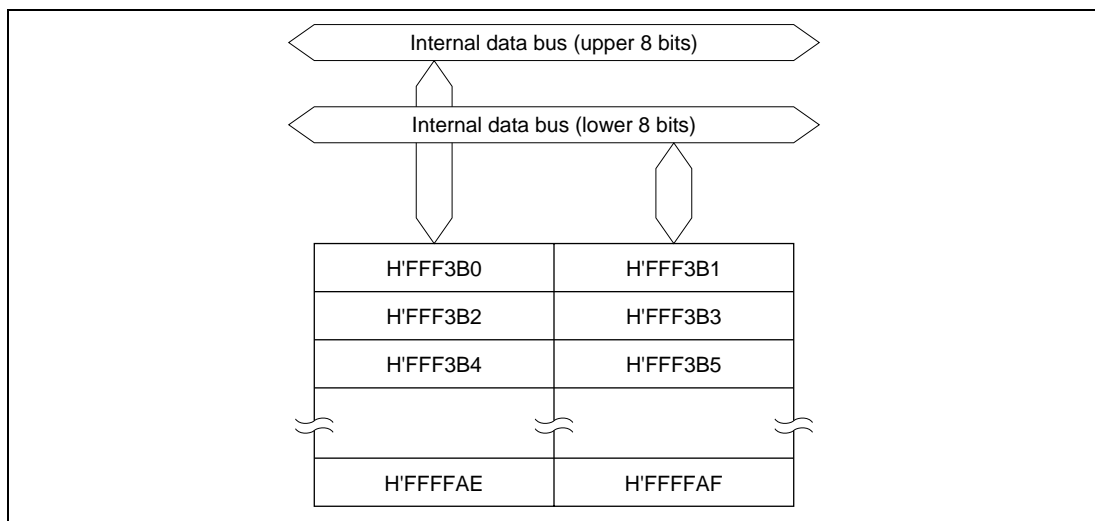 Internal data bus (upper 8 bits)
Internal data bus (lower 8 bits)
H'FFF3B0 H'FFF3B1
H'FFF3B2 H'FFF3B3
H'FFF3B4 H'FFF3B5
H'FFFFAE H'FFFFAF